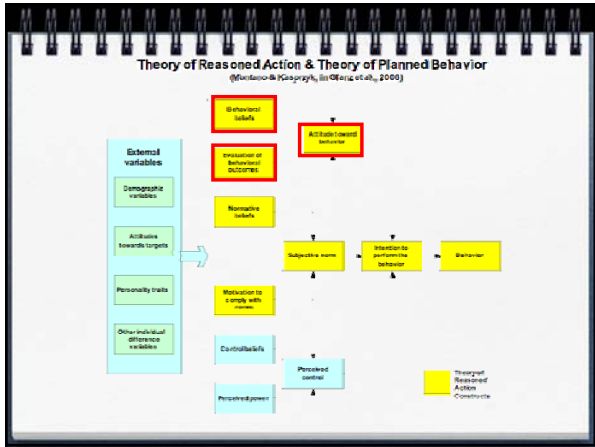 Theory of Reasoned Action & Theory of Planned Behavior
(Montano & Kasprzyk, in Glanz et al., 2008)
Behavioral
beliefs
Attitude toward
behavior
External
variables
Evaluation of
behavioral
outcomes
Demographic
variables
Normative
beliefs
Attitudes
towards targets
Subjective norm
Intention to
perform the
behavior
Behavior
Personality traits
Motivation to
comply with
norms
Other individual
difference
variables
Control beliefs
Perceived
control
Perceived power
Theory of
Reasoned
Action
Constructs